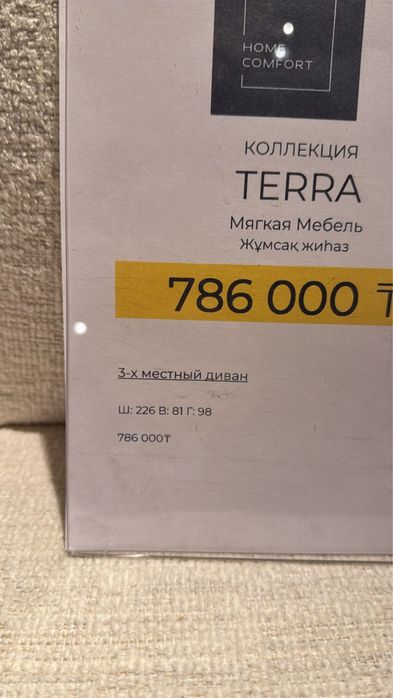 HOME
COMFORT
КОЛЛЕКЦИЯ
TERRA
Мягкая Мебель
Жұмсақ жиһаз
786 000 ₸
3-х местный диван
Ш: 226 В: 81 Г: 98
786 000₸